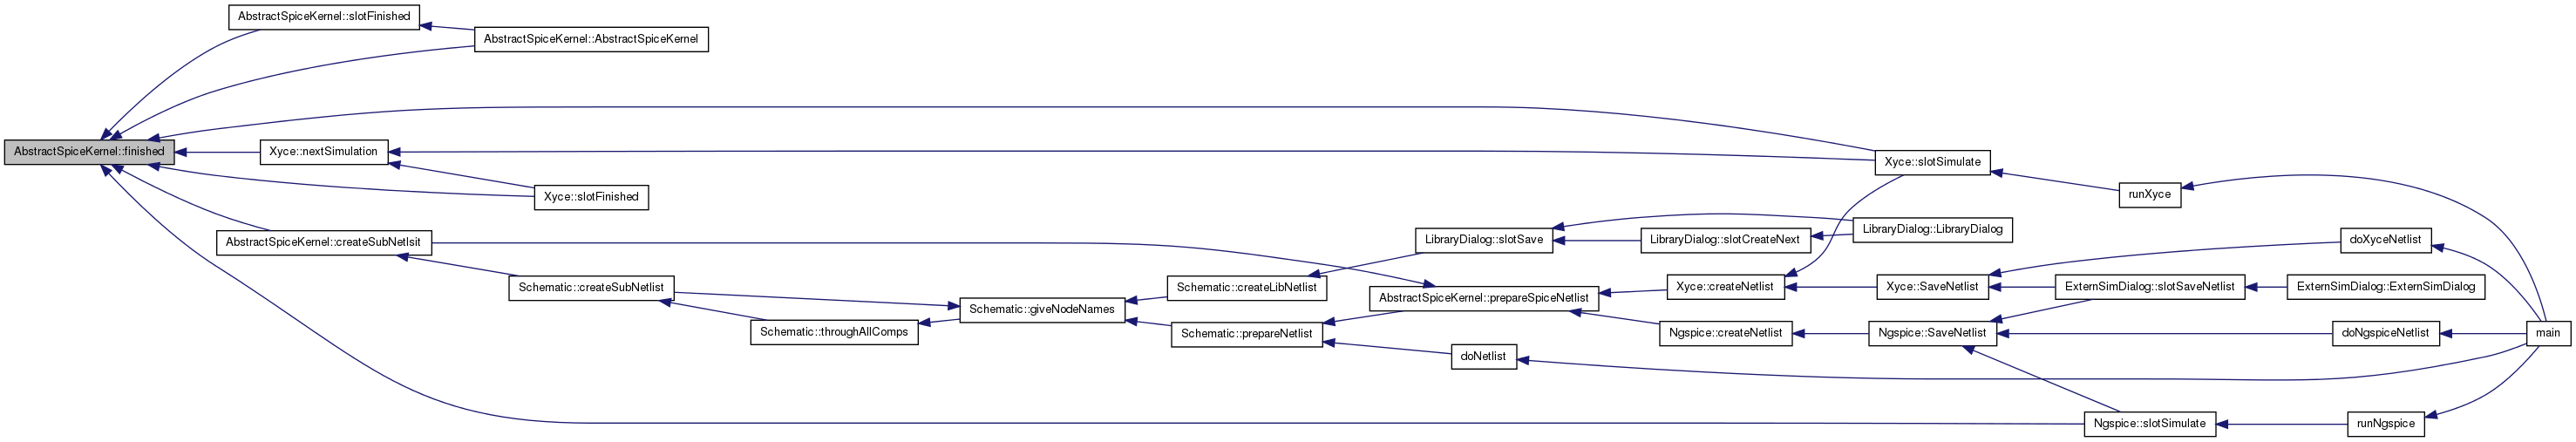 AbstractSpiceKernel::slotFinished
AbstractSpiceKernel::AbstractSpiceKernel
AbstractSpiceKernel::finished
Xyce::nextSimulation
Xyce::slotSimulate
Xyce::slotFinished
runXyce
AbstractSpiceKernel::createSubNetlsit
LibraryDialog::slotSave
LibraryDialog::slotCreateNext
LibraryDialog::LibraryDialog
doXyceNetlist
Schematic::createSubNetlist
Schematic::createLibNetlist
AbstractSpiceKernel::prepareSpiceNetlist
Xyce::createNetlist
Xyce::SaveNetlist
ExternSimDialog::slotSaveNetlist
ExternSimDialog::ExternSimDialog
Schematic::giveNodeNames
Schematic::throughAllComps
Schematic::prepareNetlist
Ngspice::createNetlist
Ngspice::SaveNetlist
doNgspiceNetlist
main
doNetlist
Ngspice::slotSimulate
runNgspice